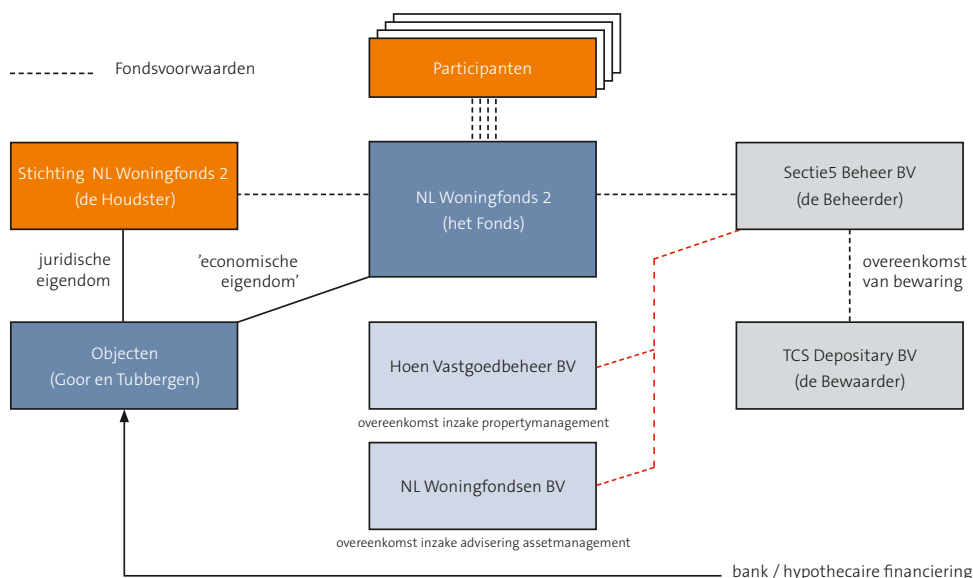 Fondsvoorwaarden
Participanten
Stichting NL Woningfonds 2
(de Houdster)
NL Woningfonds 2
(het Fonds)
Sectie5 Beheer BV
(de Beheerder)
juridische
eigendom
'economische
eigendom'
overeenkomst
van bewaring
Objecten
(Goor en Tubbergen)
Hoen Vastgoedbeheer BV
TCS Depositary BV
(de Bewaarder)
overeenkomst inzake propertymanagement
NL Woningfondsen BV
overeenkomst inzake advisering assetmanagement
bank / hypothecaire financiering